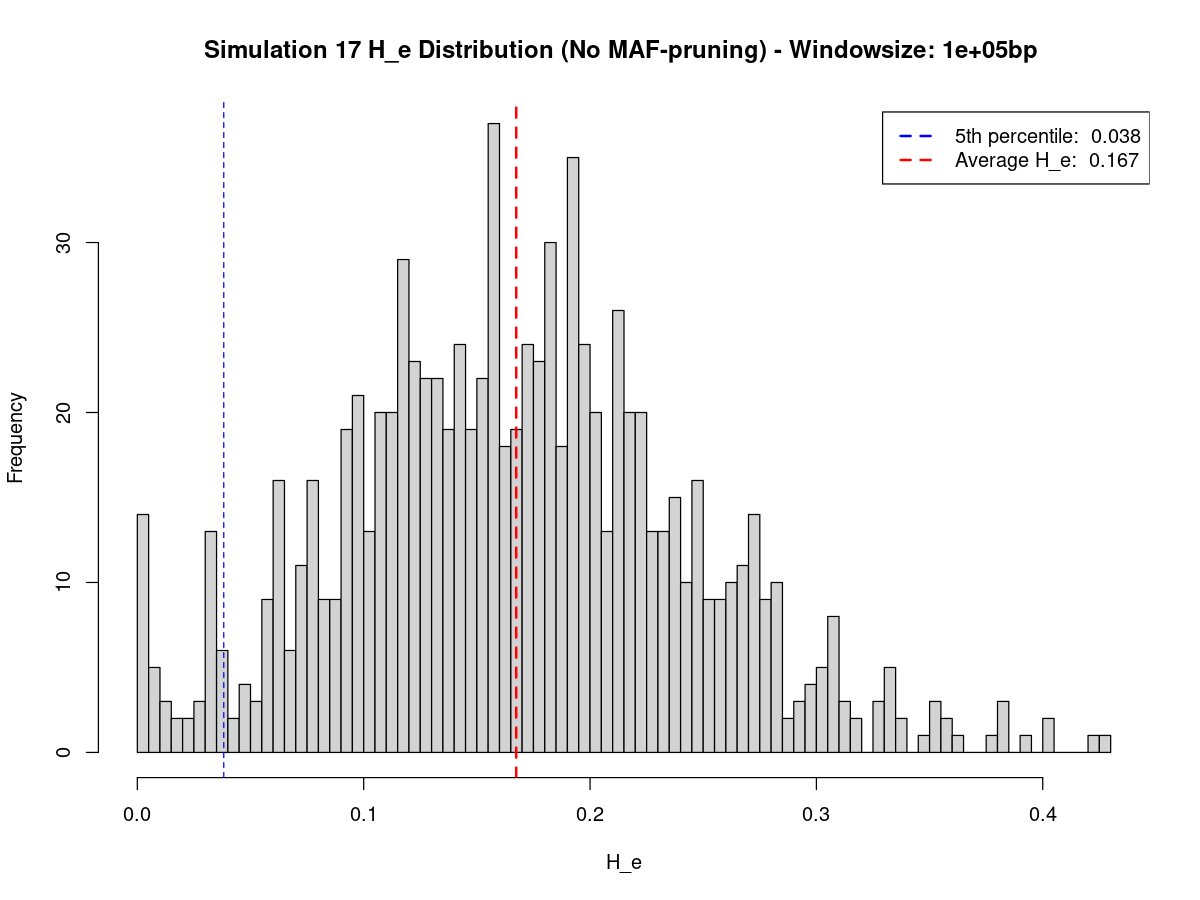 Simulation 17 H_e Distribution (No MAF-pruning) - Windowsize: 1e+05bp
5th percentile: 0.038
Average H_e: 0.167
30
20
10
0
Frequency
0.0 0.1 0.2 0.3 0.4
H_e